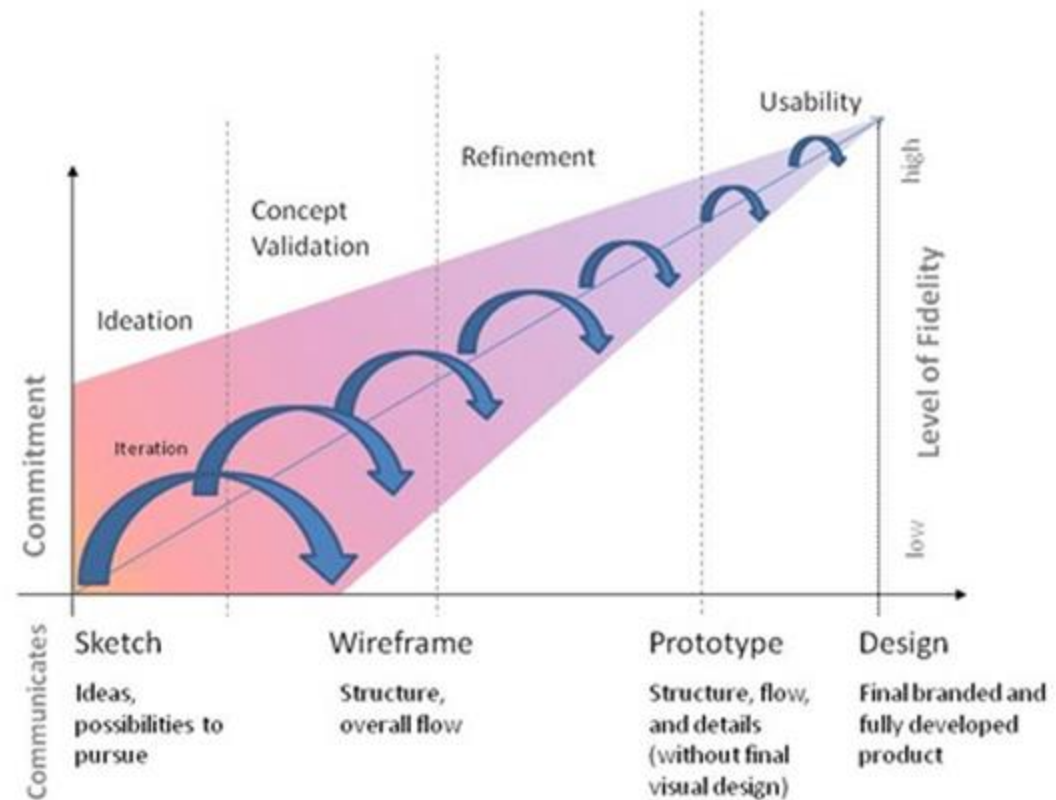 Usability
high
Refinement
Concept
Validation
Ideation
Level of Fidelity
Commitment
Iteration
low
Communicates
Sketch
Ideas,
possibilities to
pursue
Wireframe
Structure,
overall flow
Prototype
Structure, flow,
and details
(without final
visual design)
Design
Final branded and
fully developed
product